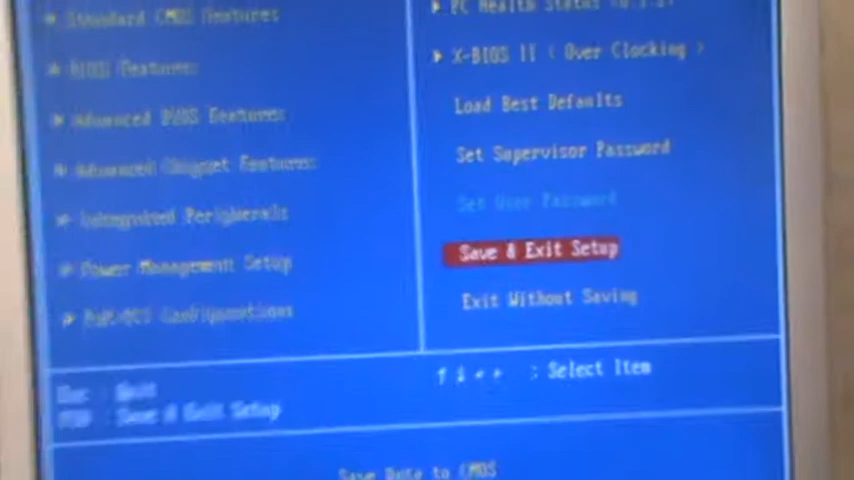 Standard CMOS Features
BIOS Features
Advanced BIOS Features
Advanced Chipset Features
Integrated Peripherals
Power Management Setup
PnP/PCI Configurations
PC Health Status
X-BIOS II ( Over Clocking )
Load Best Defaults
Set Supervisor Password
Set User Password
Save & Exit Setup
Exit Without Saving
Esc : Quit
F10 : Save & Exit Setup
↑ ↓ ← → : Select Item
Save Data to CMOS